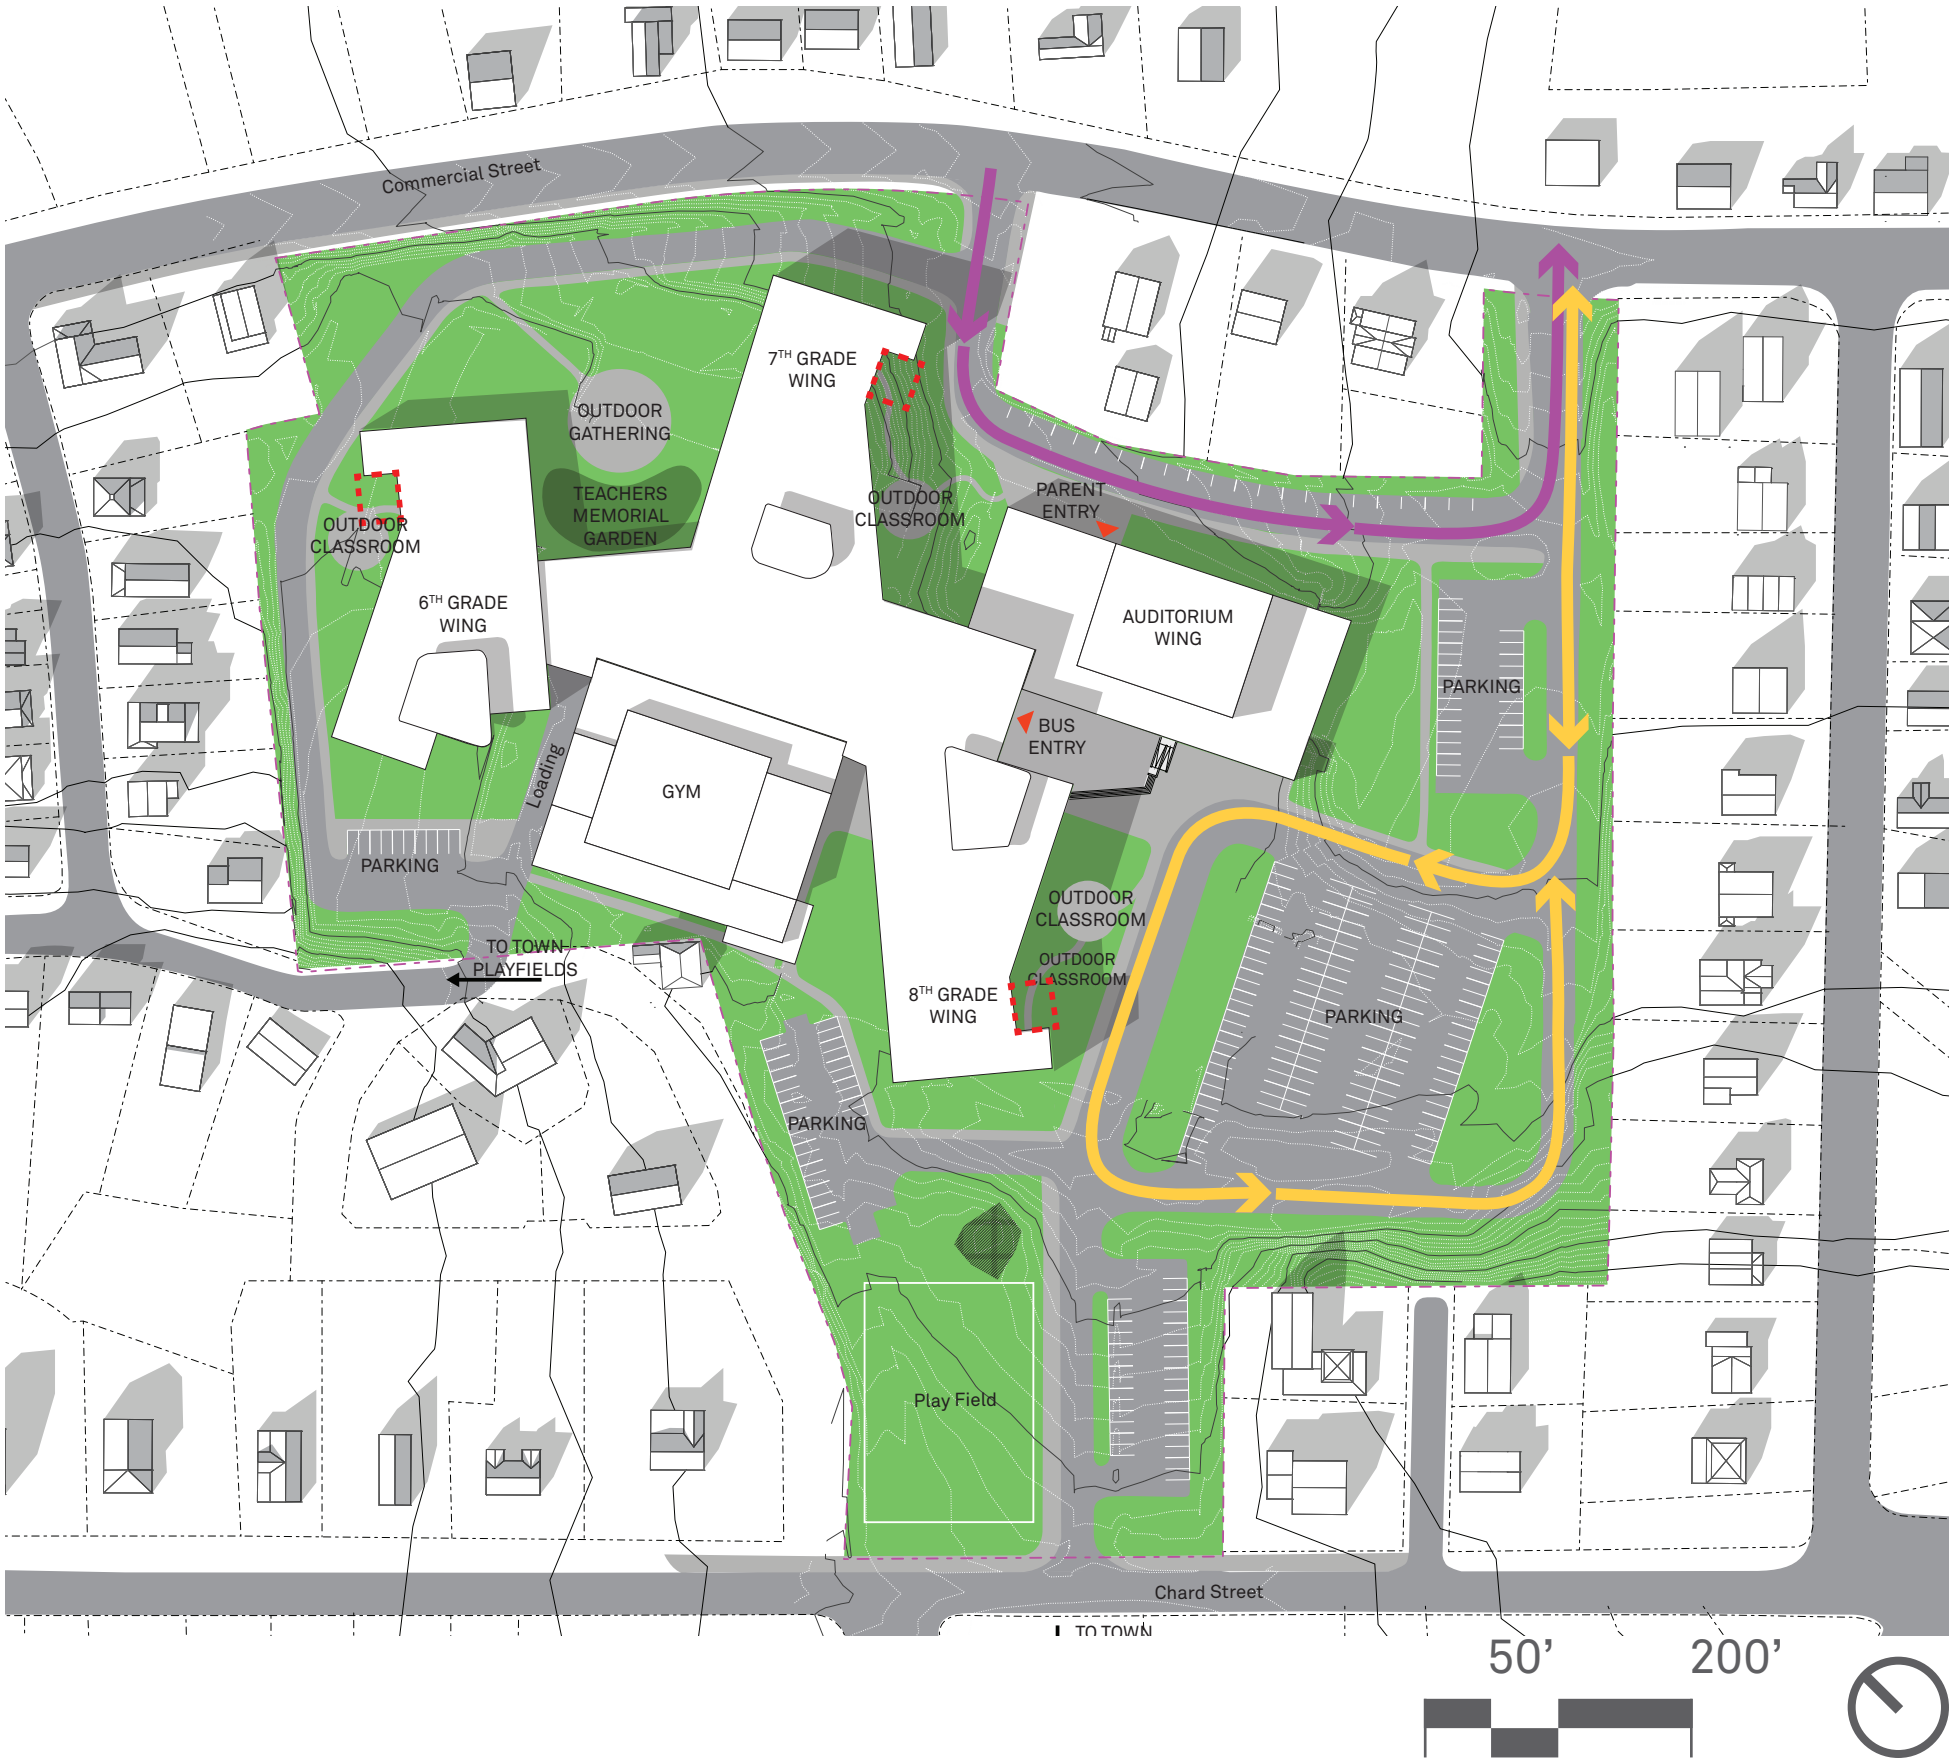 Commercial Street
7TH GRADE
WING
OUTDOOR
GATHERING
TEACHERS
MEMORIAL
GARDEN
OUTDOOR
CLASSROOM
PARENT
ENTRY
OUTDOOR
CLASSROOM
6TH GRADE
WING
AUDITORIUM
WING
PARKING
BUS
ENTRY
Loading
GYM
PARKING
OUTDOOR
CLASSROOM
TO TOWN
PLAYFIELDS
OUTDOOR
CLASSROOM
8TH GRADE
WING
PARKING
PARKING
Play Field
Chard Street
TO TOWN
50’ 200’